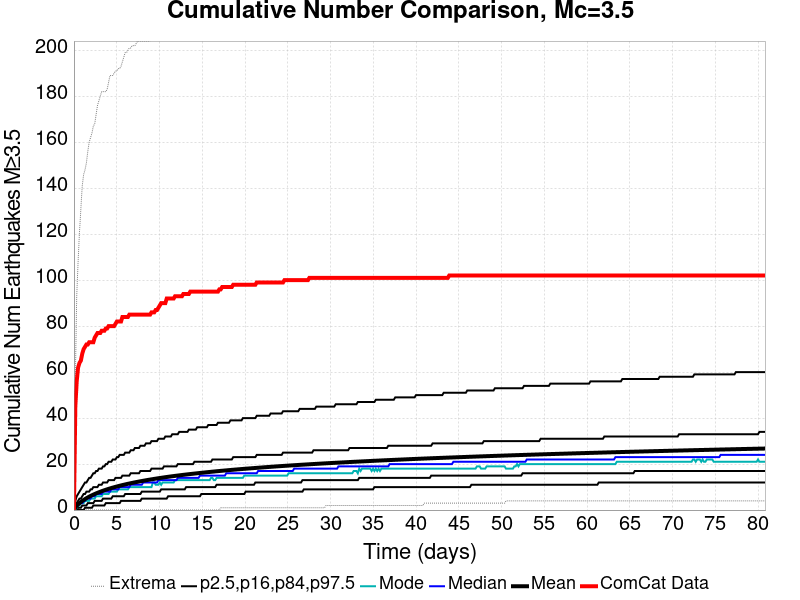 Cumulative Number Comparison, Mc=3.5
Cumulative Num Earthquakes M≥3.5
200
180
160
140
120
100
80
60
40
20
0
0 5 10 15 20 25 30 35 40 45 50 55 60 65 70 75 80
Time (days)
Extrema p2.5,p16,p84,p97.5 Mode Median Mean ComCat Data